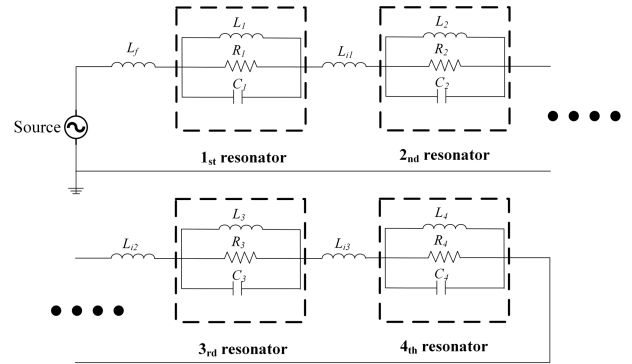 L1
L2
Lf
R1
Li1
R2
C1
C2
Source
1st resonator
2nd resonator
L3
L4
Li2
R3
Li3
R4
C3
C4
3rd resonator
4th resonator